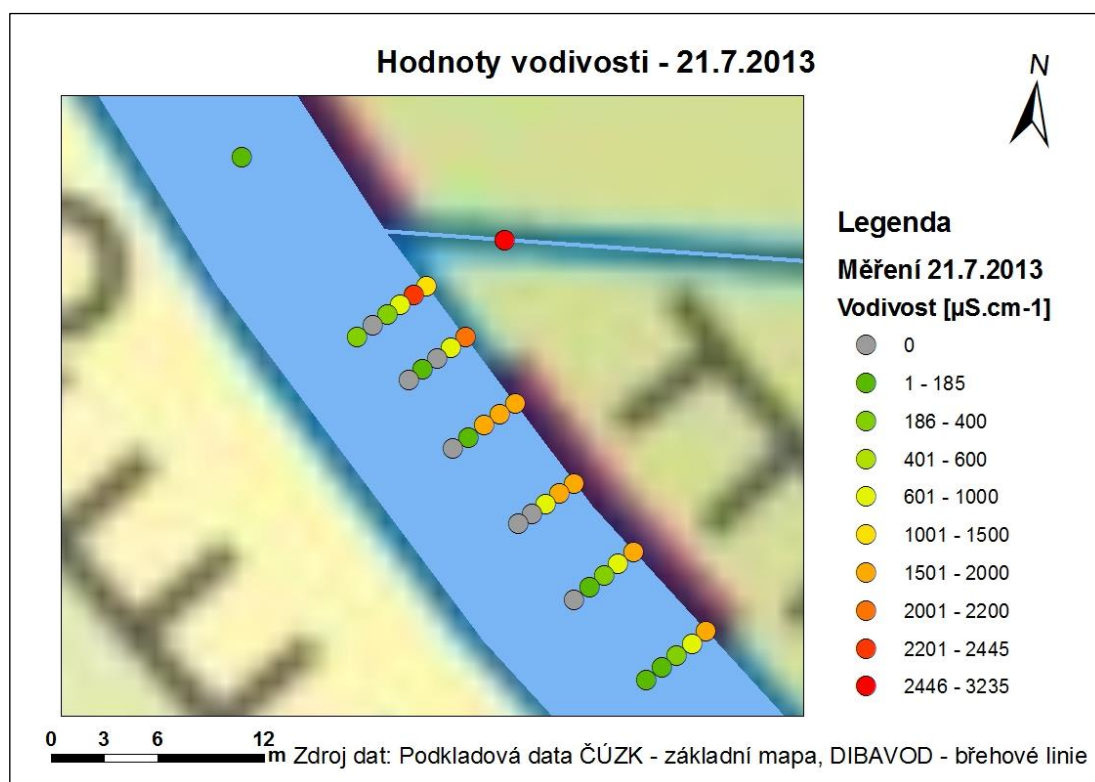 Hodnoty vodivosti - 21.7.2013
N
Legenda
Měření 21.7.2013
Vodivost [µS.cm-1]
0
1 - 185
186 - 400
401 - 600
601 - 1000
1001 - 1500
1501 - 2000
2001 - 2200
2201 - 2445
2446 - 3235
0 3 6 12
m Zdroj dat: Podkladová data ČÚZK - základní mapa, DIBAVOD - břehové linie